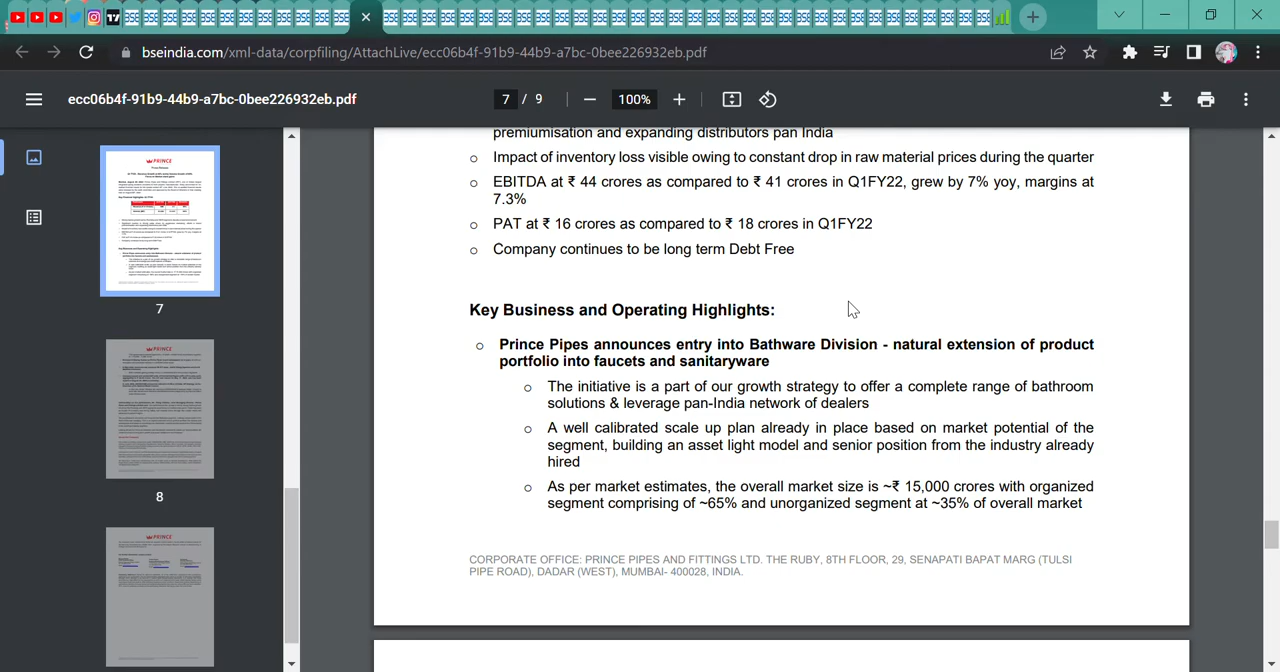 bseindia.com/xml-data/corpfiling/AttachLive/ecc06b4f-91b9-44b9-a7bc-0bee226932eb.pdf
ecc06b4f-91b9-44b9-a7bc-0bee226932eb.pdf
7 / 9
100%
premiumisation and expanding distributors pan India
Impact of inventory loss visible owing to constant drop in raw material prices during the quarter
EBITDA at ₹ 44 crores as compared to ₹ 41 crores in Q1FY22, grew by 7% yoy, margins at
7.3%
PAT at ₹ 16 crores as compared to ₹ 18 crores in Q1FY22
Company continues to be long term Debt Free
Key Business and Operating Highlights:
Prince Pipes announces entry into Bathware Division - natural extension of product
portfolio into faucets and sanitaryware
The initiative is a part of our growth strategy to offer a complete range of bathroom
solutions & leverage pan-India network of dealers
A well calibrated scale up plan already in place based on market potential of the
segment, building an asset light model and senior position from the industry already
hired
As per market estimates, the overall market size is ~₹ 15,000 crores with organized
segment comprising of ~65% and unorganized segment at ~35% of overall market
CORPORATE OFFICE: PRINCE PIPES AND FITTINGS LTD. THE RUBY, 8TH FLOOR, 29, SENAPATI BAPAT MARG (TULSI
PIPE ROAD), DADAR (WEST), MUMBAI- 400028, INDIA.
PRINCE
7
PRINCE
8
PRINCE